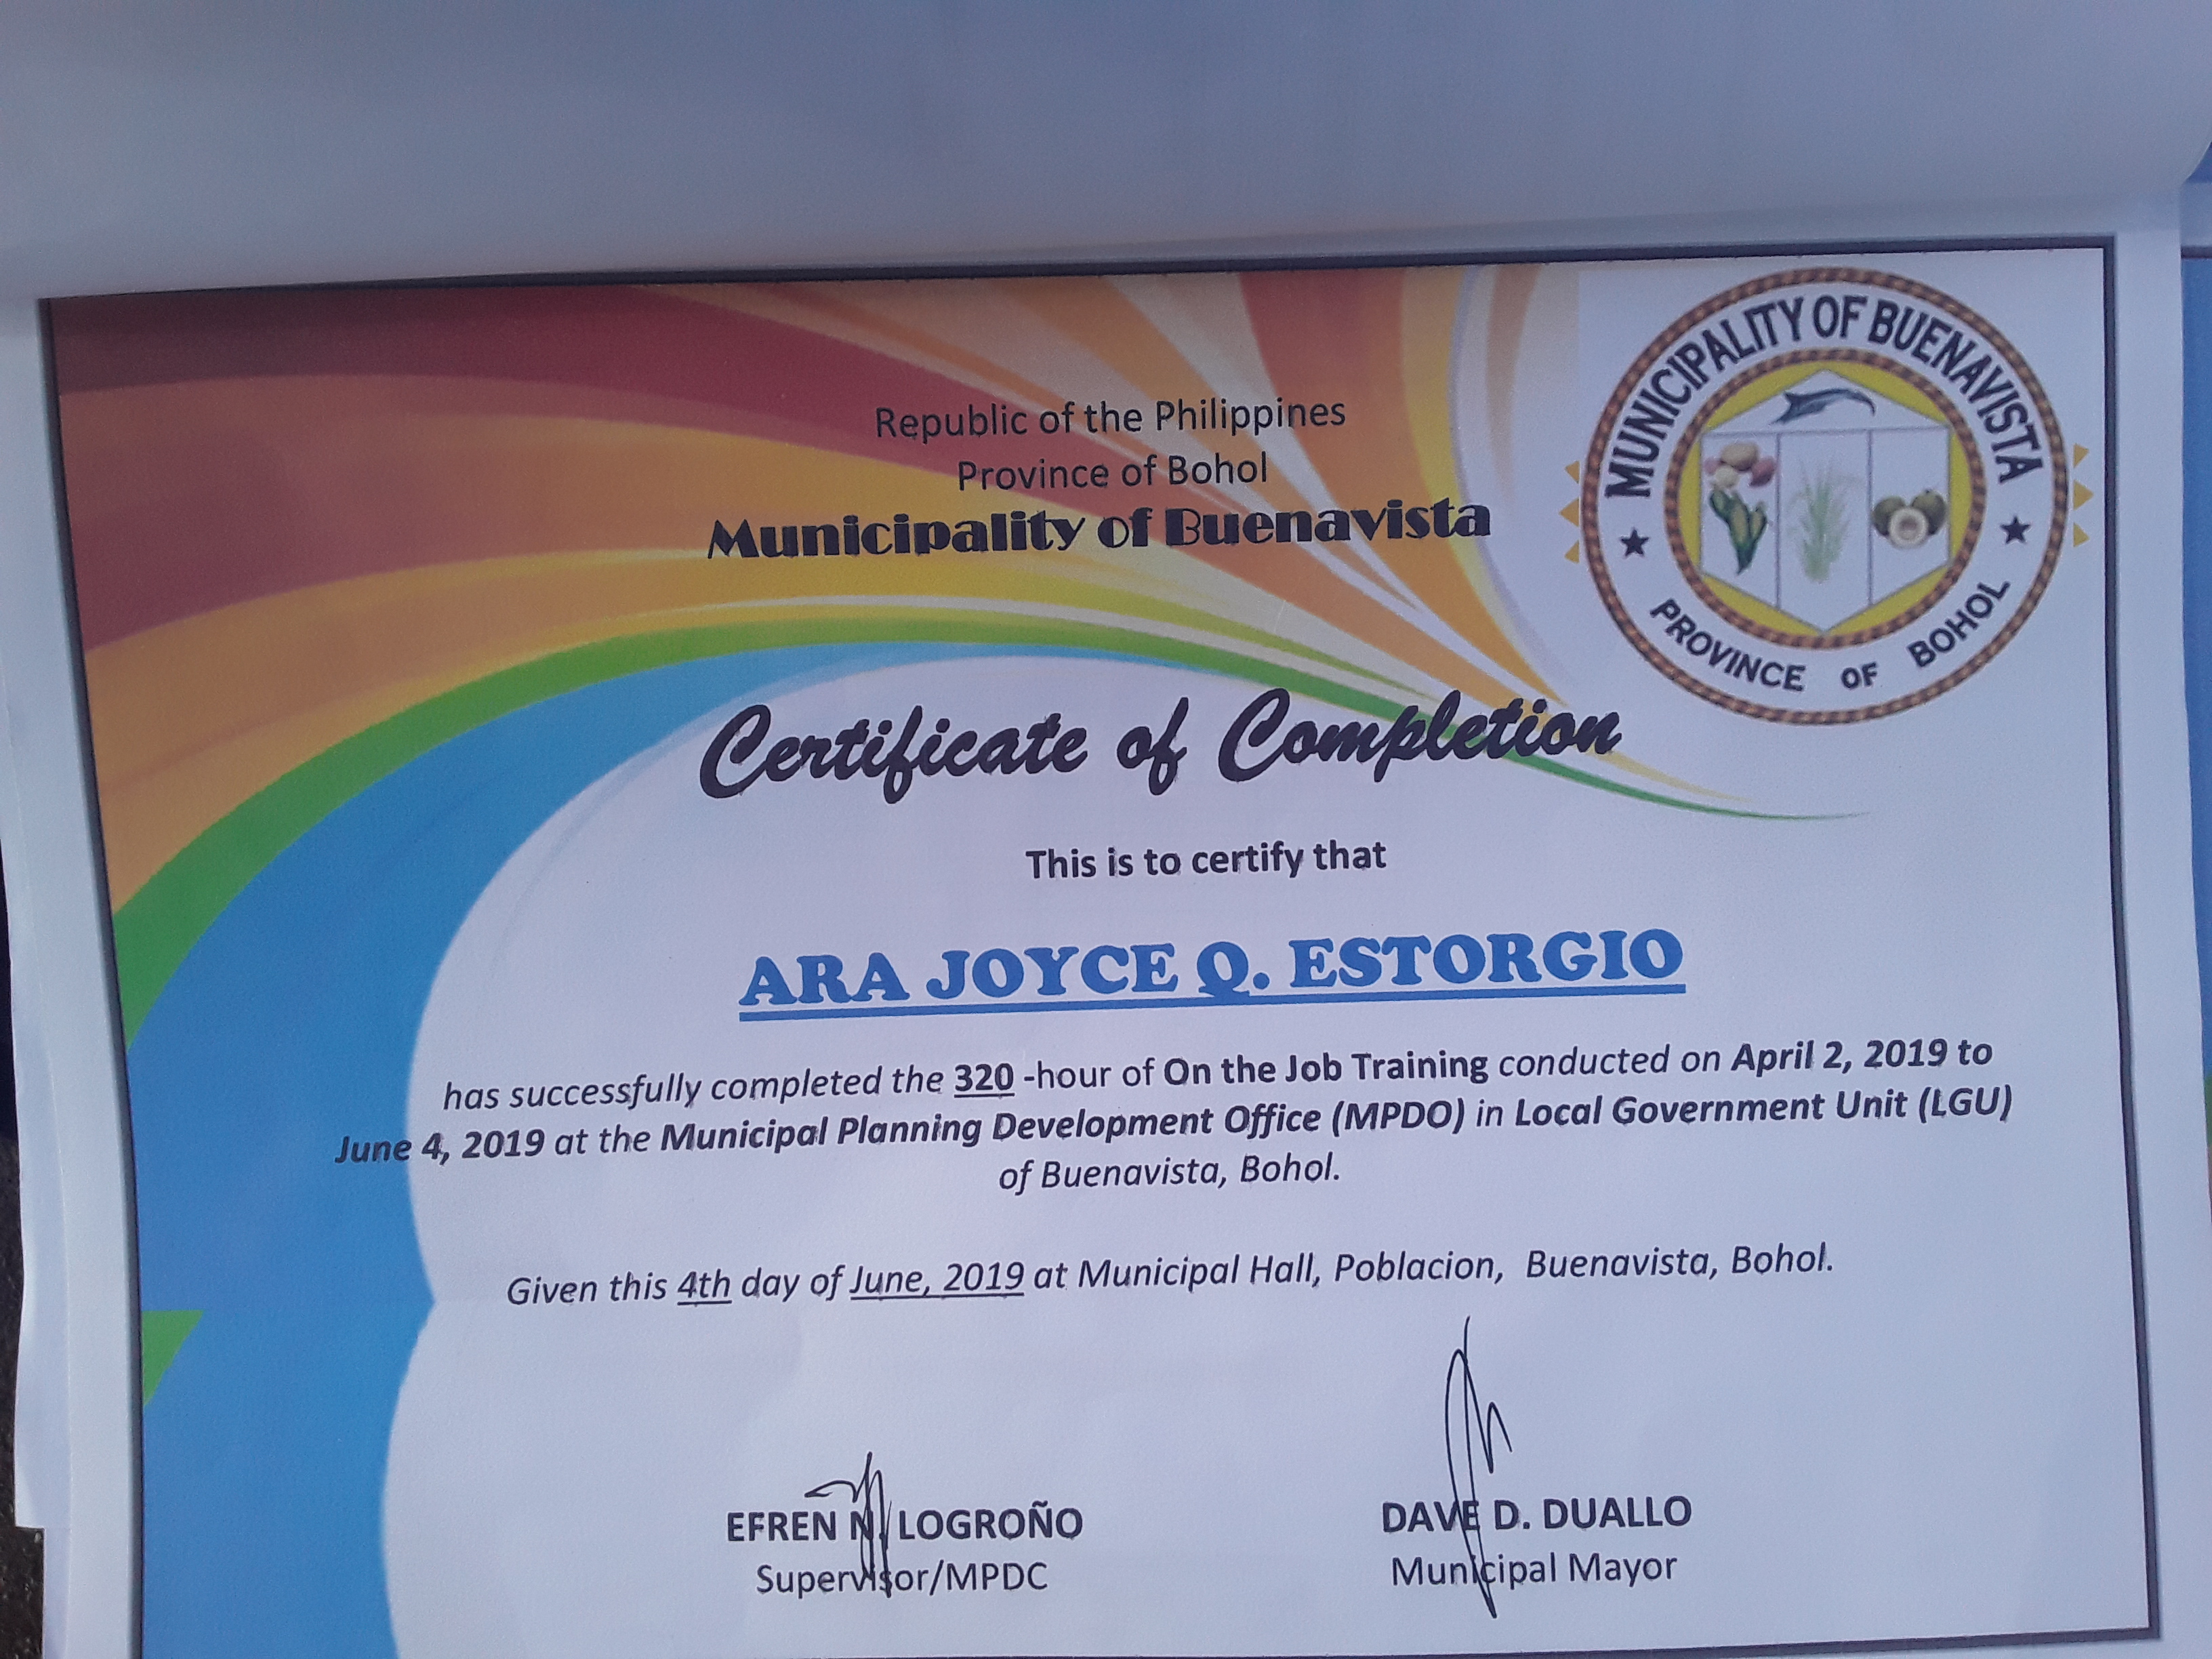 Republic of the Philippines
Province of Bohol
Municipality of Buenavista
MUNICIPALITY OF BUENAVISTA
PROVINCE OF BOHOL
Certificate of Completion
This is to certify that
ARA JOYCE Q. ESTORGIO
has successfully completed the 320 -hour of On the Job Training conducted on April 2, 2019 to
June 4, 2019 at the Municipal Planning Development Office (MPDO) in Local Government Unit (LGU)
of Buenavista, Bohol.
Given this 4th day of June, 2019 at Municipal Hall, Poblacion, Buenavista, Bohol.
EFREN N. LOGROÑO
Supervisor/MPDC
DAVE D. DUALLO
Municipal Mayor